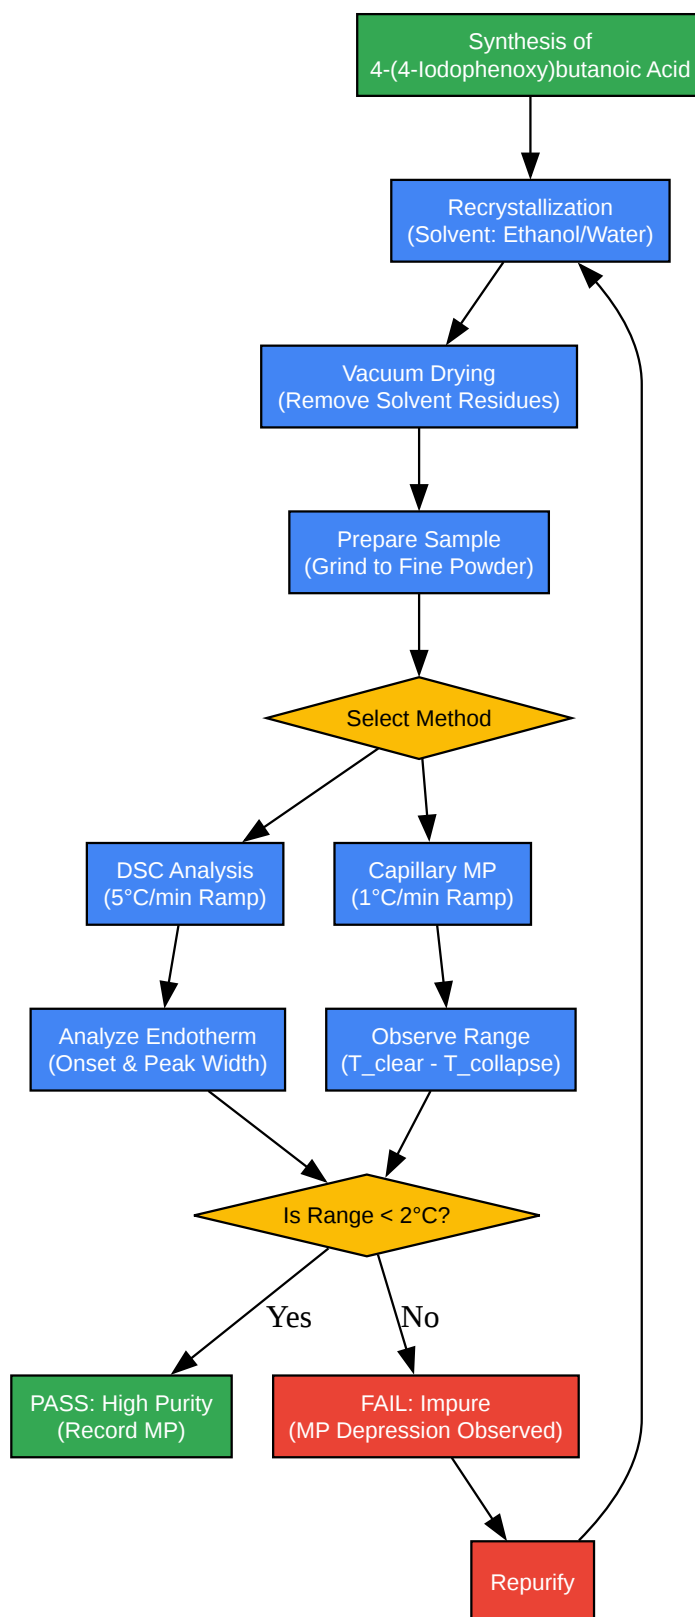 Synthesis of
4-(4-Iodophenoxy)butanoic Acid
Recrystallization
(Solvent: Ethanol/Water)
Vacuum Drying
(Remove Solvent Residues)
Prepare Sample
(Grind to Fine Powder)
Select Method
DSC Analysis
(5°C/min Ramp)
Capillary MP
(1°C/min Ramp)
Analyze Endotherm
(Onset & Peak Width)
Observe Range
(T_clear - T_collapse)
Is Range < 2°C?
Yes
No
PASS: High Purity
(Record MP)
FAIL: Impure
(MP Depression Observed)
Repurify